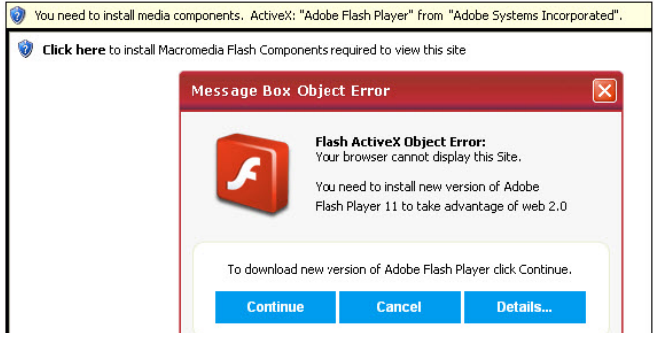 You need to install media components. ActiveX: "Adobe Flash Player" from "Adobe Systems Incorporated".
Click here to install Macromedia Flash Components required to view this site
Message Box Object Error
Flash ActiveX Object Error:
Your browser cannot display this Site.
You need to install new version of Adobe
Flash Player 11 to take advantage of web 2.0
To download new version of Adobe Flash Player click Continue.
Continue Cancel Details...